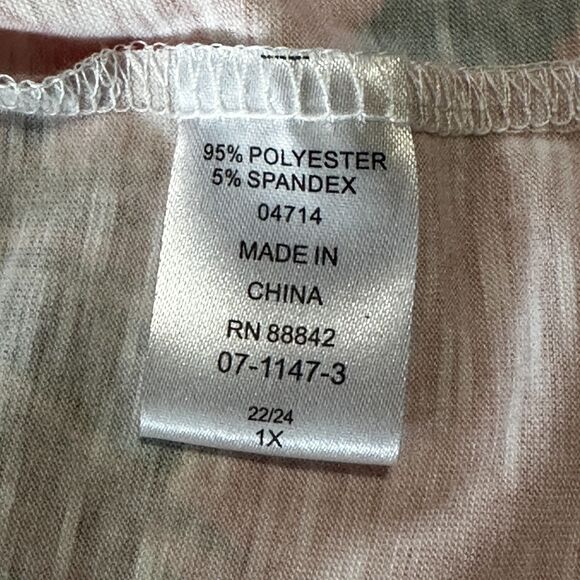 95% POLYESTER
5% SPANDEX
04714
MADE IN
CHINA
RN 88842
07-1147-3
22/24
1X